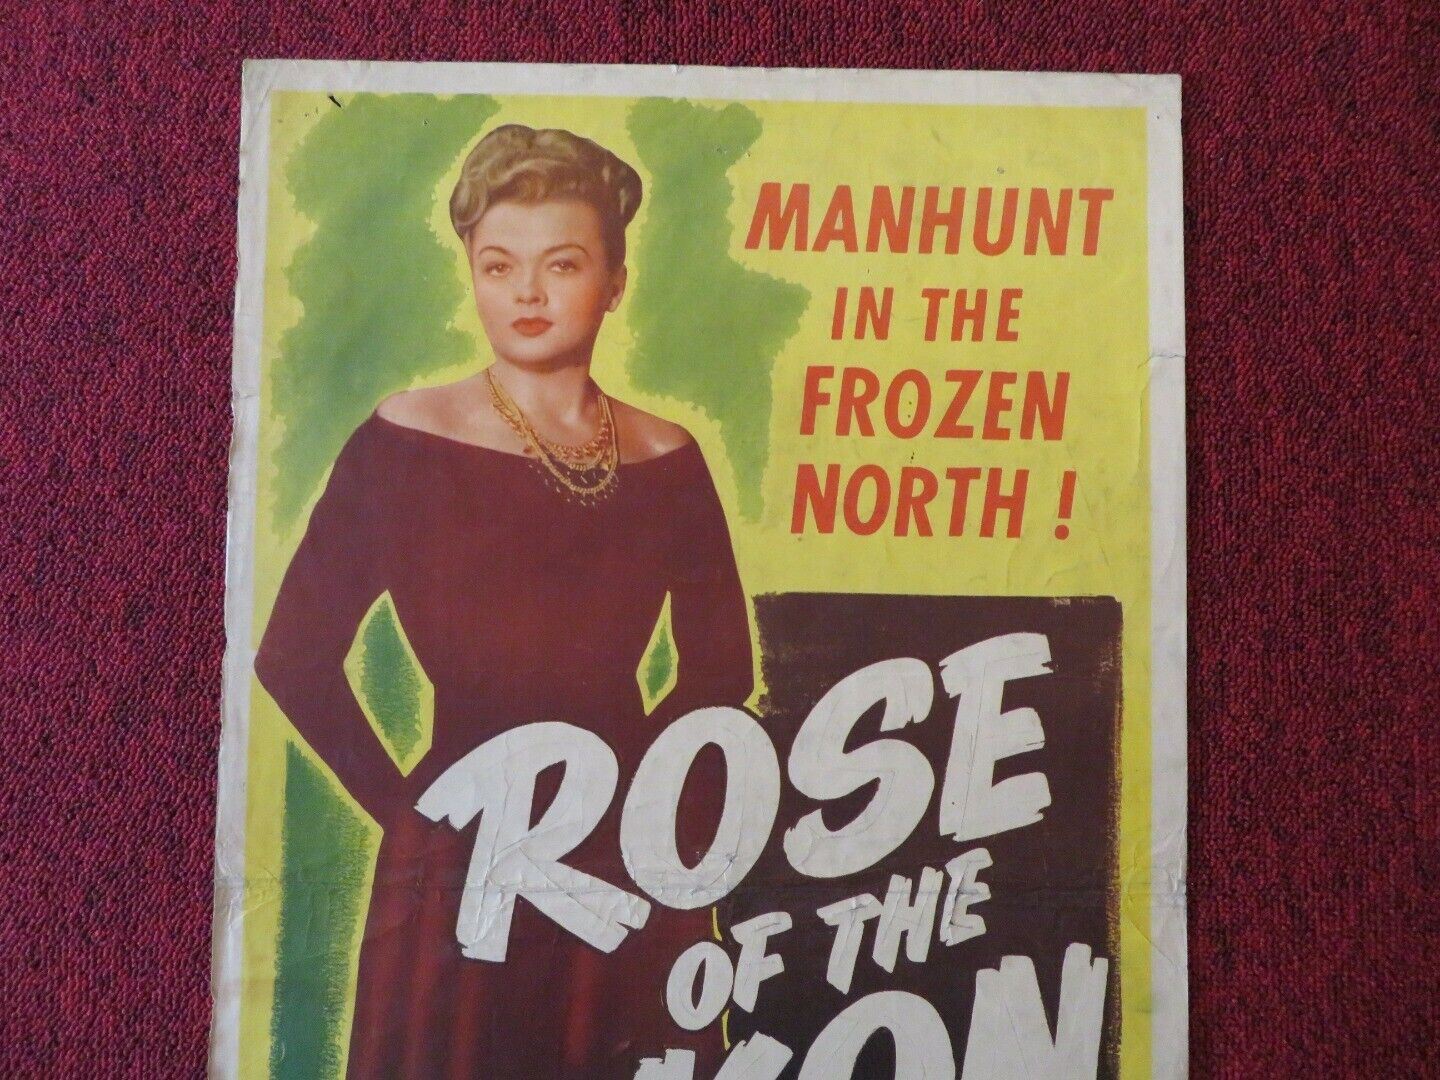 MANHUNT
IN THE
FROZEN
NORTH !
ROSE
OF THE